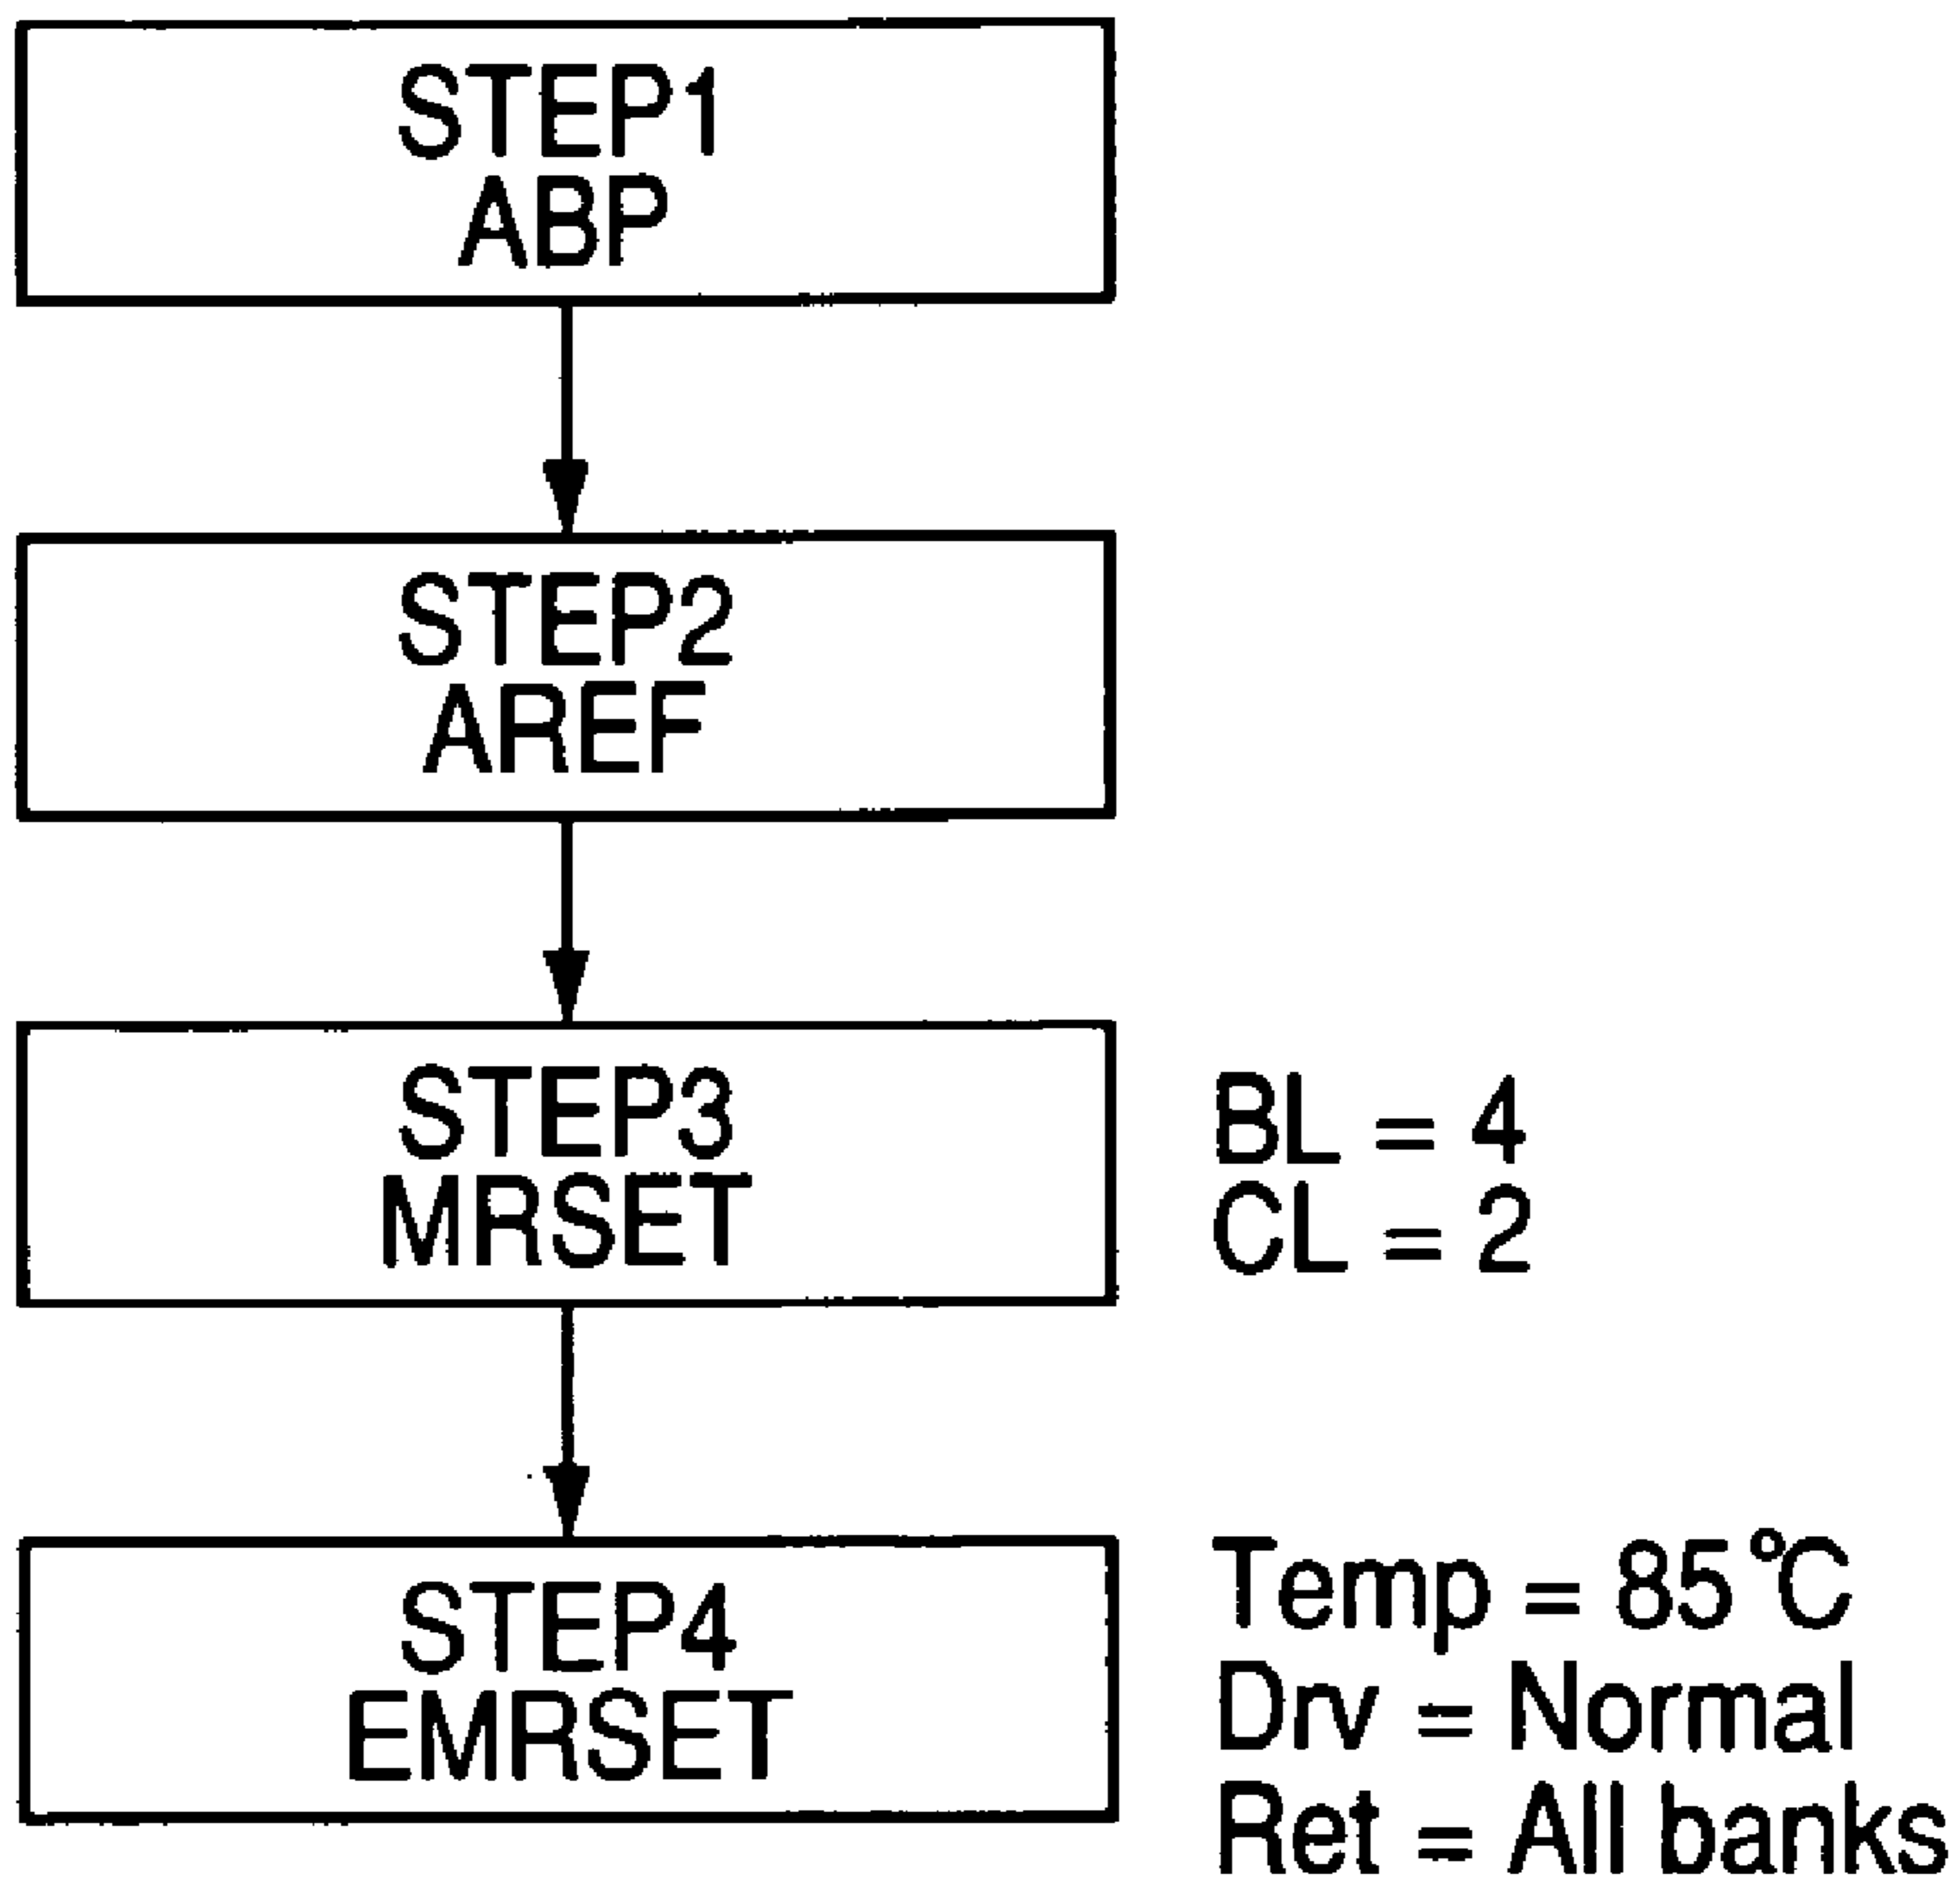 STEP1
ABP
STEP2
AREF
STEP3
MRSET
BL = 4
CL = 2
STEP4
EMRSET
Temp = 85℃
Drv = Normal
Ret = All banks